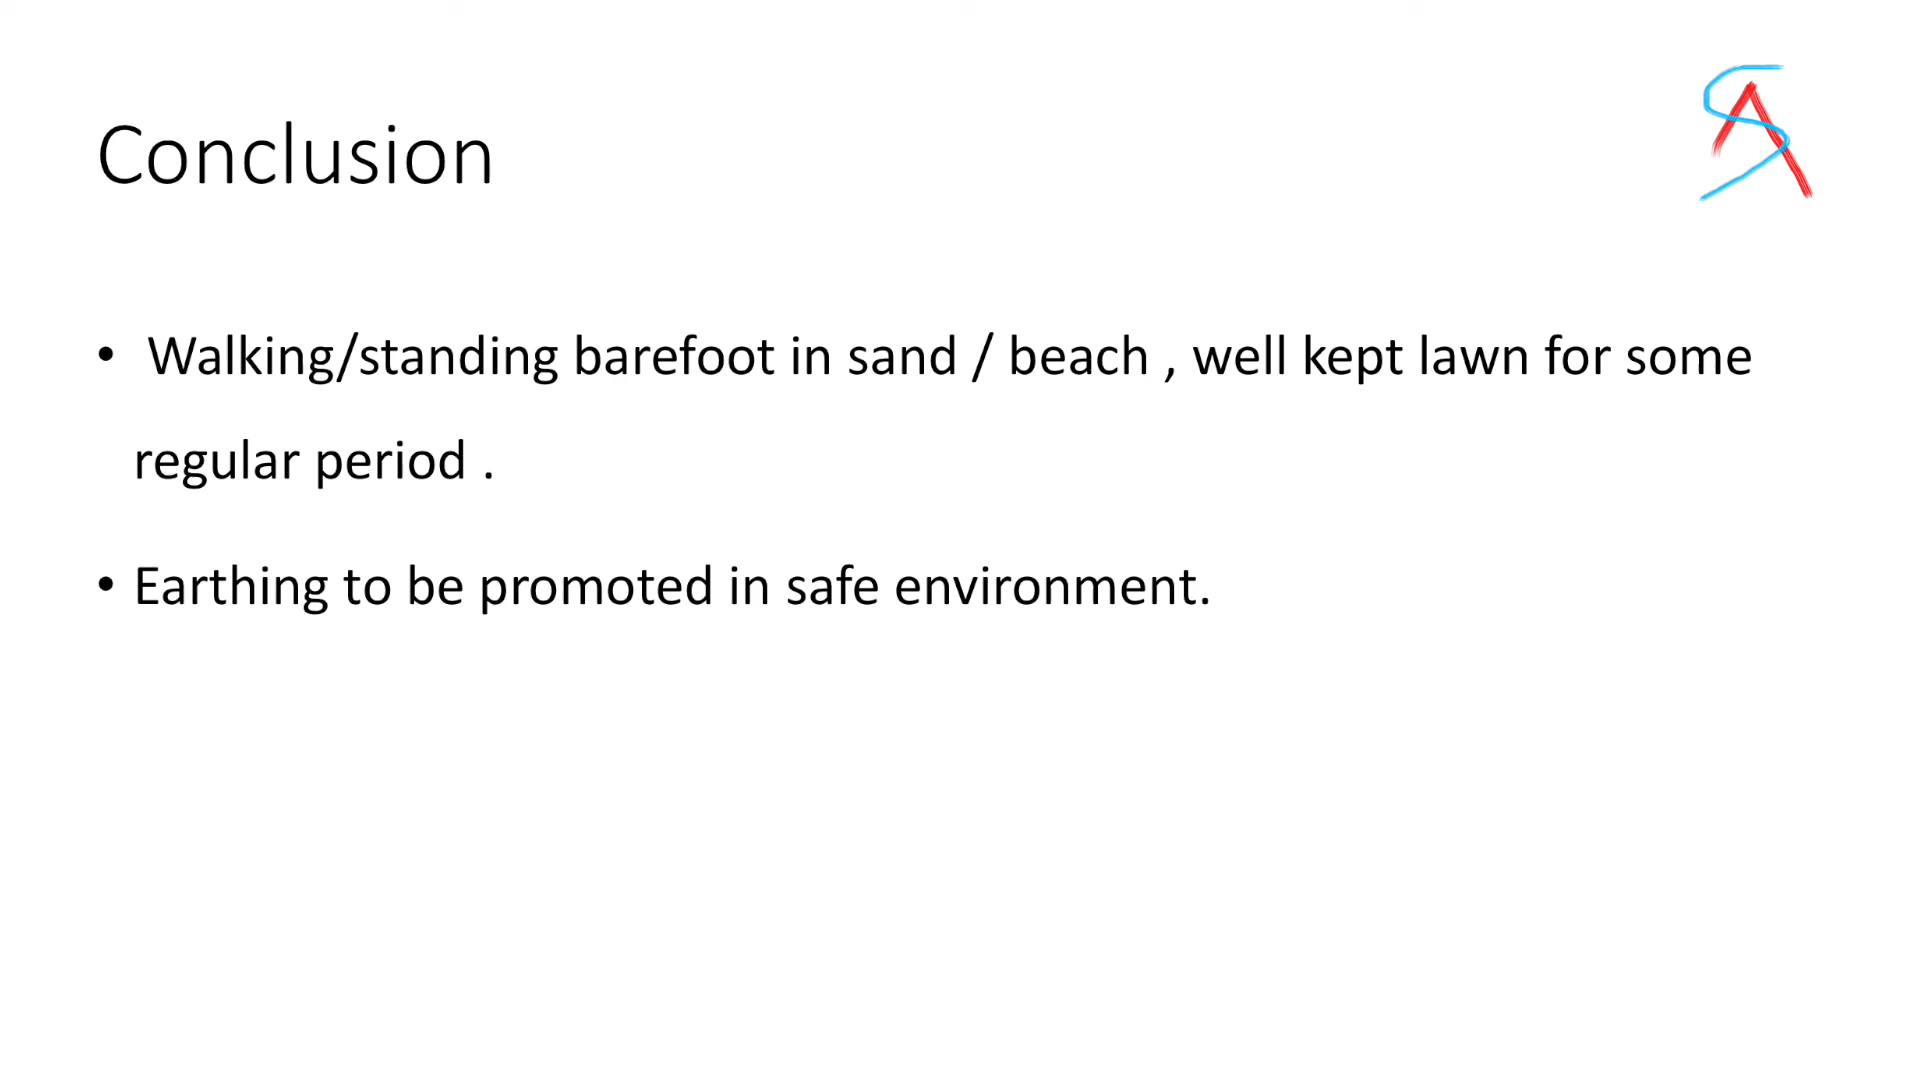 Conclusion
SA
• Walking/standing barefoot in sand / beach , well kept lawn for some
regular period .
• Earthing to be promoted in safe environment.